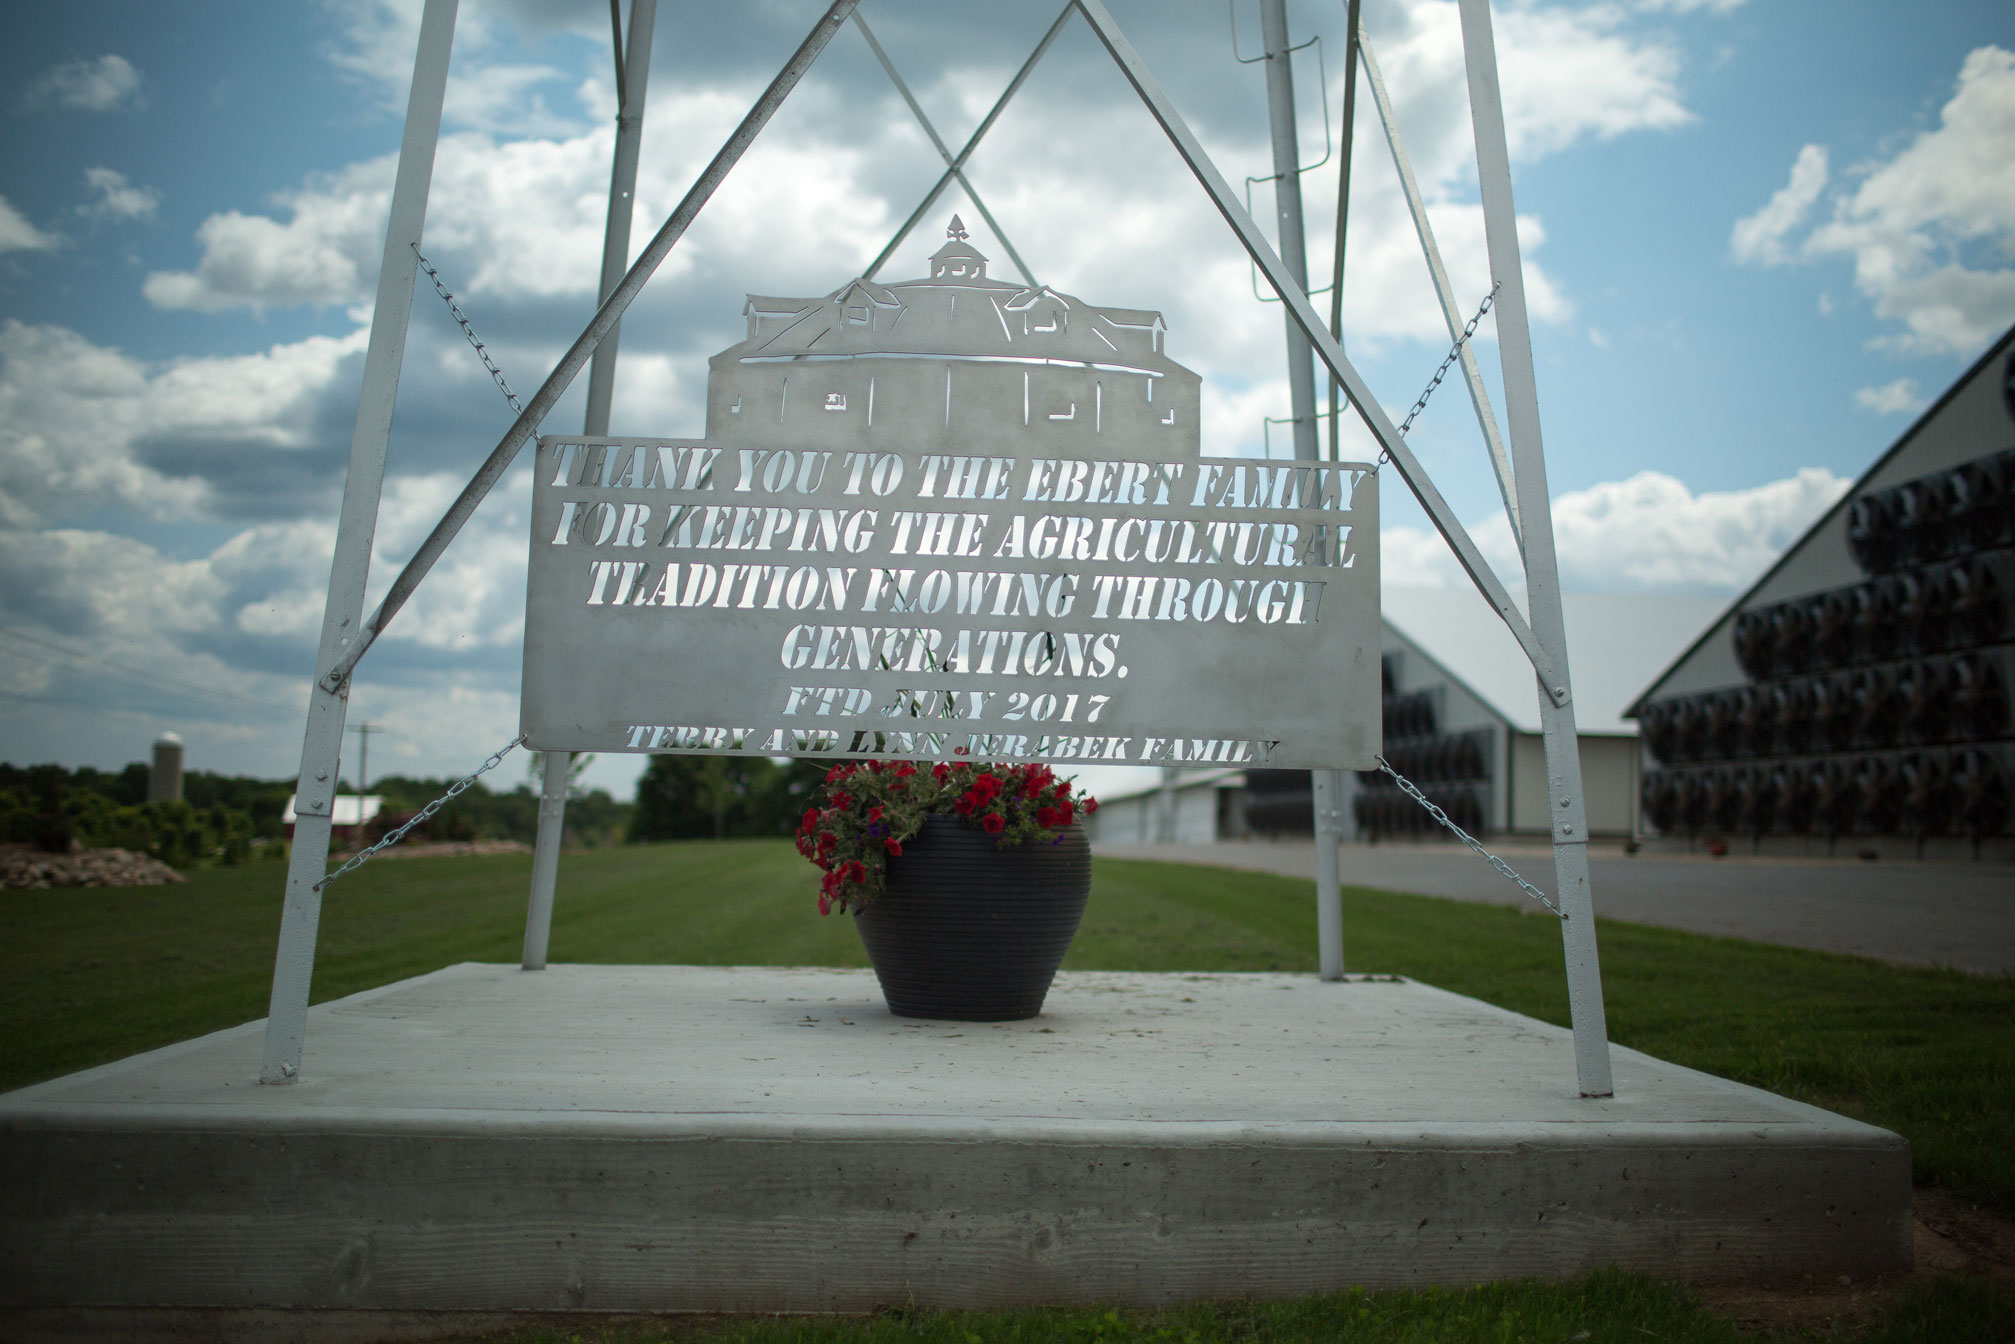 THANK YOU TO THE EBERT FAMILY
FOR KEEPING THE AGRICULTURAL
TRADITION FLOWING THROUGH
GENERATIONS.
FTD JULY 2017
TERRY AND LYNN JERABEK FAMILY